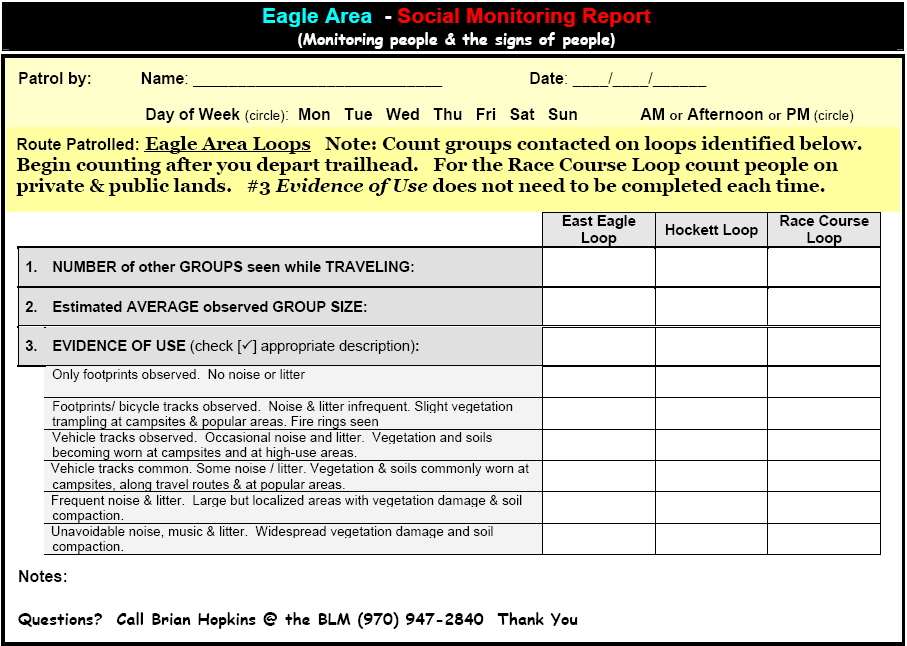 Eagle Area - Social Monitoring Report
(Monitoring people & the signs of people)
Patrol by: Name: ____________________________ Date: ____/____/______
Day of Week (circle): Mon Tue Wed Thu Fri Sat Sun AM or Afternoon or PM (circle)
Route Patrolled: Eagle Area Loops Note: Count groups contacted on loops identified below.
Begin counting after you depart trailhead. For the Race Course Loop count people on
private & public lands. #3 Evidence of Use does not need to be completed each time.
East Eagle
Loop
Hockett Loop
Race Course
Loop
1. NUMBER of other GROUPS seen while TRAVELING:
2. Estimated AVERAGE observed GROUP SIZE:
3. EVIDENCE OF USE (check [✓] appropriate description):
Only footprints observed. No noise or litter
Footprints/ bicycle tracks observed. Noise & litter infrequent. Slight vegetation
trampling at campsites & popular areas. Fire rings seen
Vehicle tracks observed. Occasional noise and litter. Vegetation and soils
becoming worn at campsites and at high-use areas.
Vehicle tracks common. Some noise / litter. Vegetation & soils commonly worn at
campsites, along travel routes & at popular areas.
Frequent noise & litter. Large but localized areas with vegetation damage & soil
compaction.
Unavoidable noise, music & litter. Widespread vegetation damage and soil
compaction.
Notes:
Questions? Call Brian Hopkins @ the BLM (970) 947-2840 Thank You